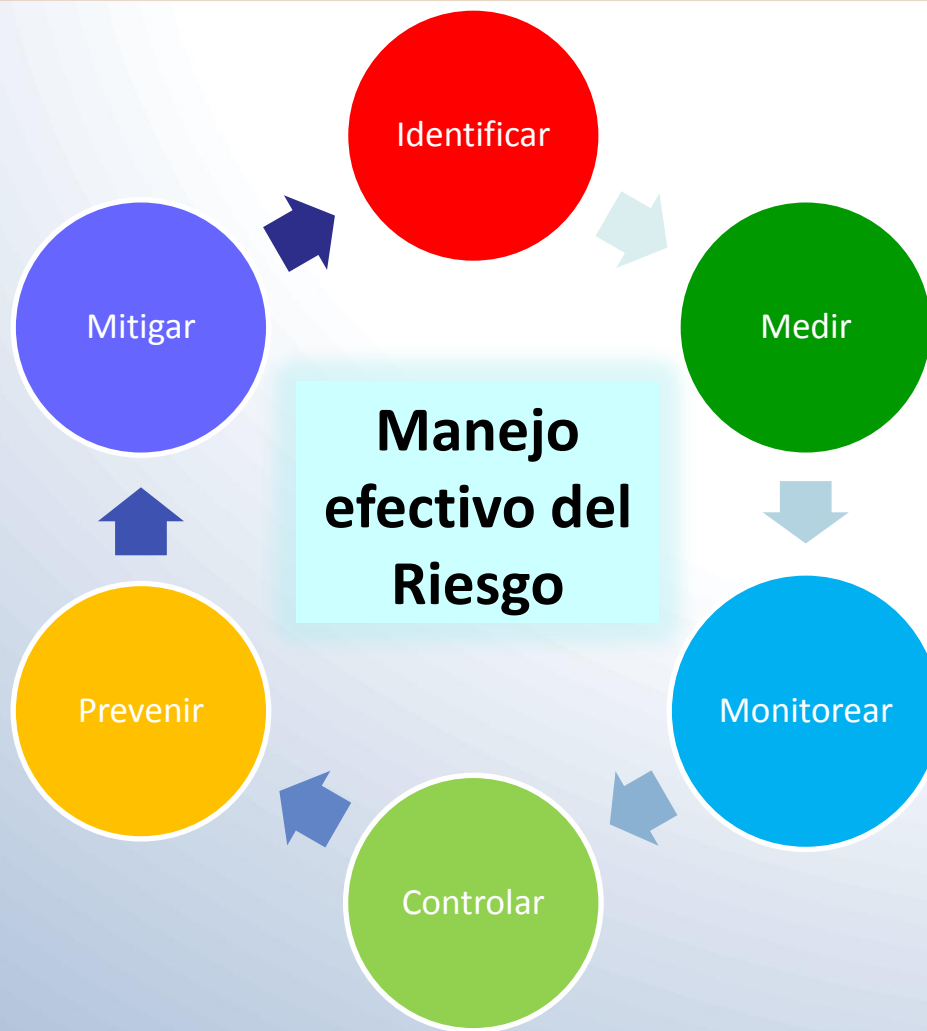 Identificar
Medir
Monitorear
Controlar
Prevenir
Mitigar
Manejo
efectivo del
Riesgo